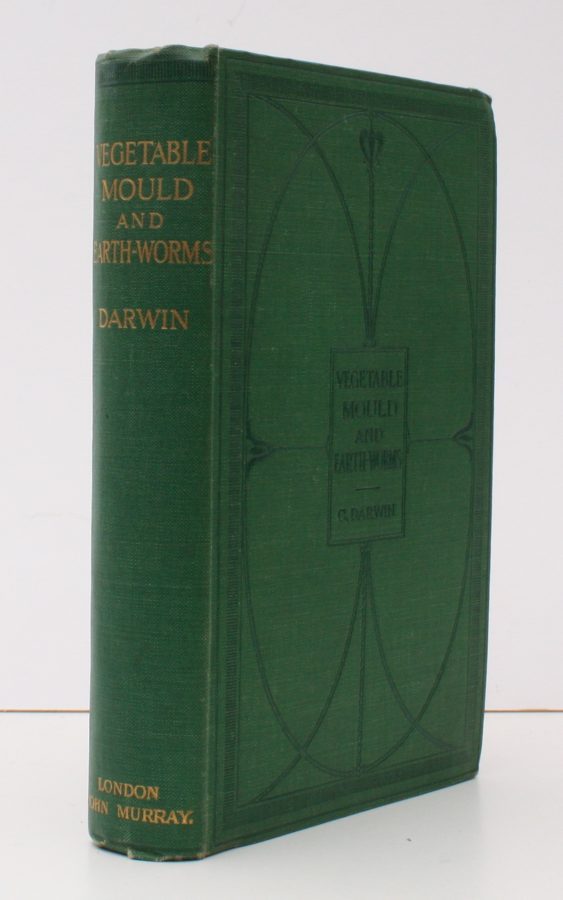 VEGETABLE
MOULD
AND
EARTH-WORMS
DARWIN
LONDON
JOHN MURRAY.
VEGETABLE
MOULD
AND
EARTH-WORMS
C. DARWIN